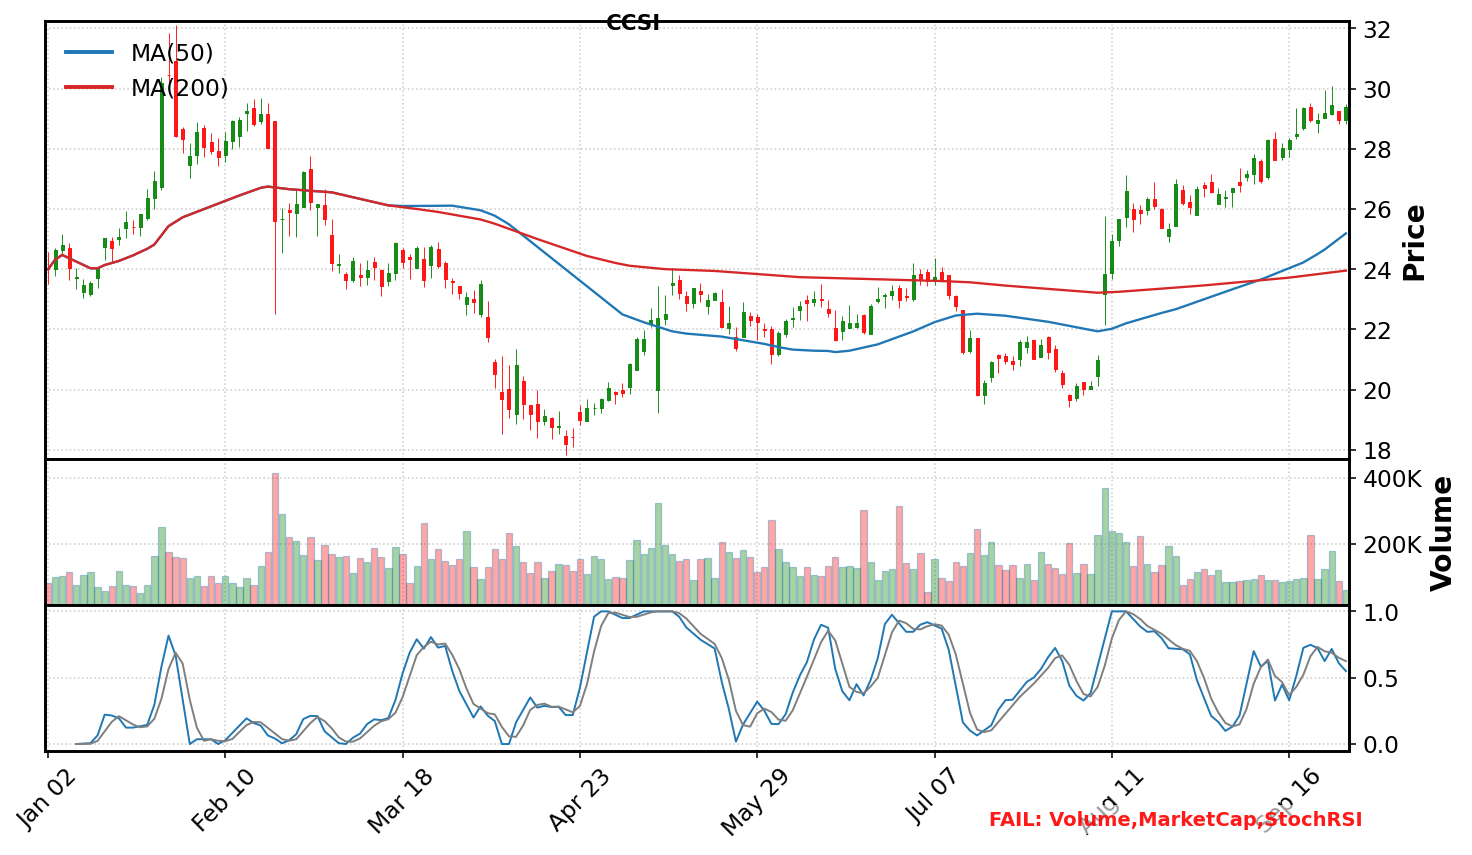 CCSI
MA(50)
MA(200)
32
30
28
26
24
22
20
18
Price
400K
200K
Volume
1.0
0.5
0.0
Jan 02
Feb 10
Mar 18
Apr 23
May 29
Jul 07
Aug 11
Sep 16
FAIL: Volume,MarketCap,StochRSI